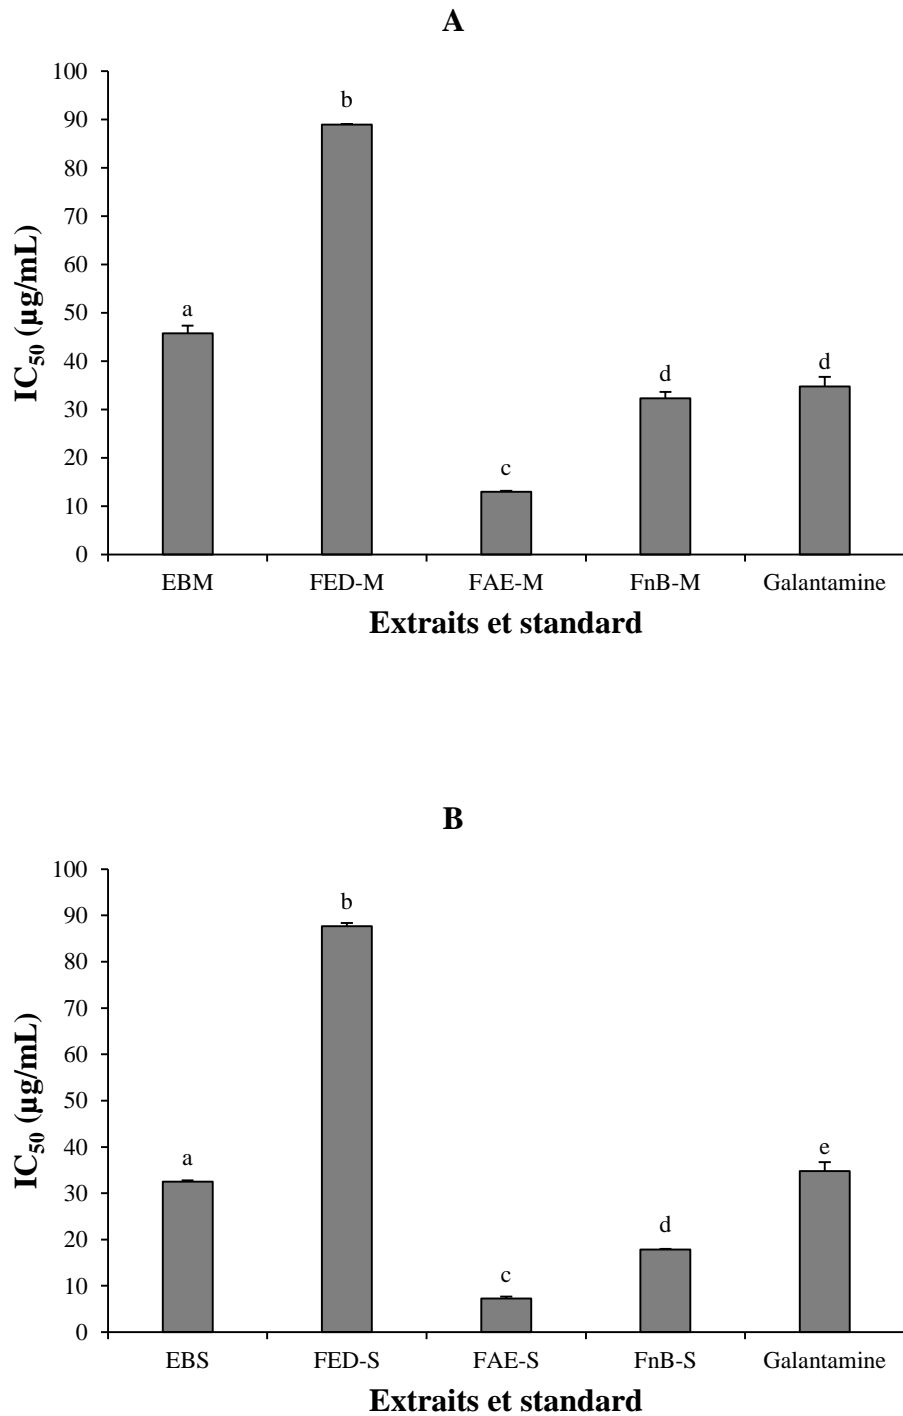 A
IC50 (µg/mL)
100
90
80
70
60
50
40
30
20
10
0
a
b
c
d
d
EBM FED-M FAE-M FnB-M Galantamine
Extraits et standard
B
IC50 (µg/mL)
100
90
80
70
60
50
40
30
20
10
0
a
b
c
d
e
EBS FED-S FAE-S FnB-S Galantamine
Extraits et standard